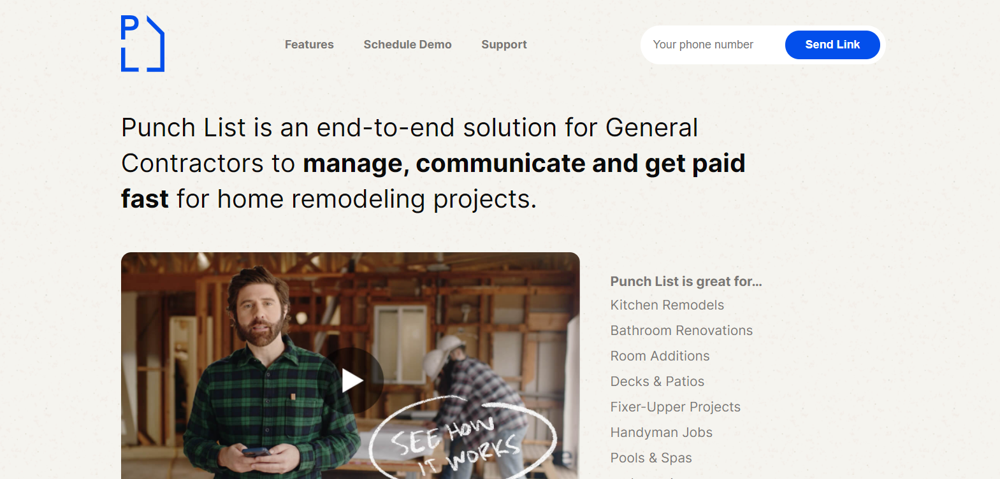 P L
Features
Schedule Demo
Support
Your phone number
Send Link
Punch List is an end-to-end solution for General
Contractors to manage, communicate and get paid
fast for home remodeling projects.
SEE HOW
IT WORKS
Punch List is great for...
Kitchen Remodels
Bathroom Renovations
Room Additions
Decks & Patios
Fixer-Upper Projects
Handyman Jobs
Pools & Spas